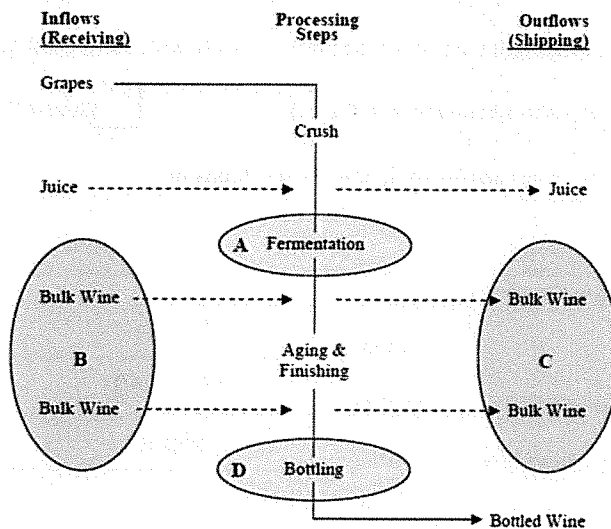 Inflows Processing Outflows
(Receiving) Steps (Shipping)
Grapes
Crush
Juice Juice
A Fermentation
Bulk Wine Bulk Wine
B Aging & C
Finishing
Bulk Wine Bulk Wine
D Bottling
Bottled Wine